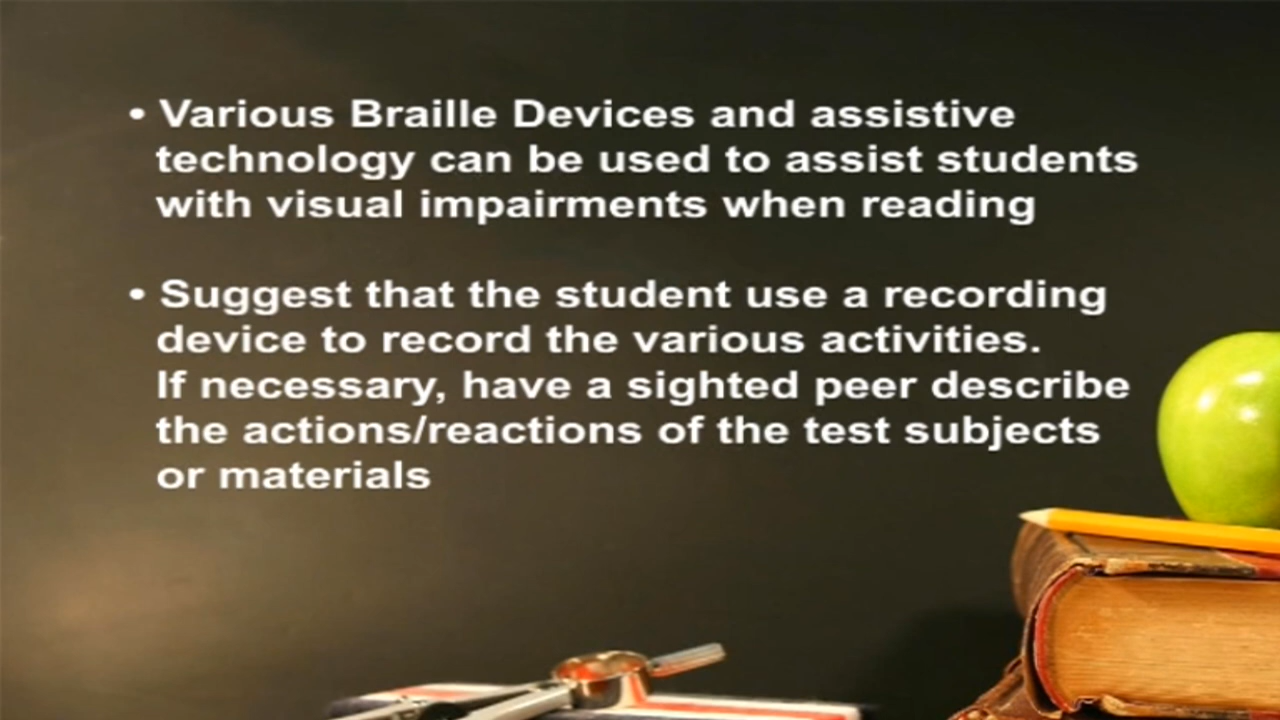 • Various Braille Devices and assistive
technology can be used to assist students
with visual impairments when reading
• Suggest that the student use a recording
device to record the various activities.
If necessary, have a sighted peer describe
the actions/reactions of the test subjects
or materials